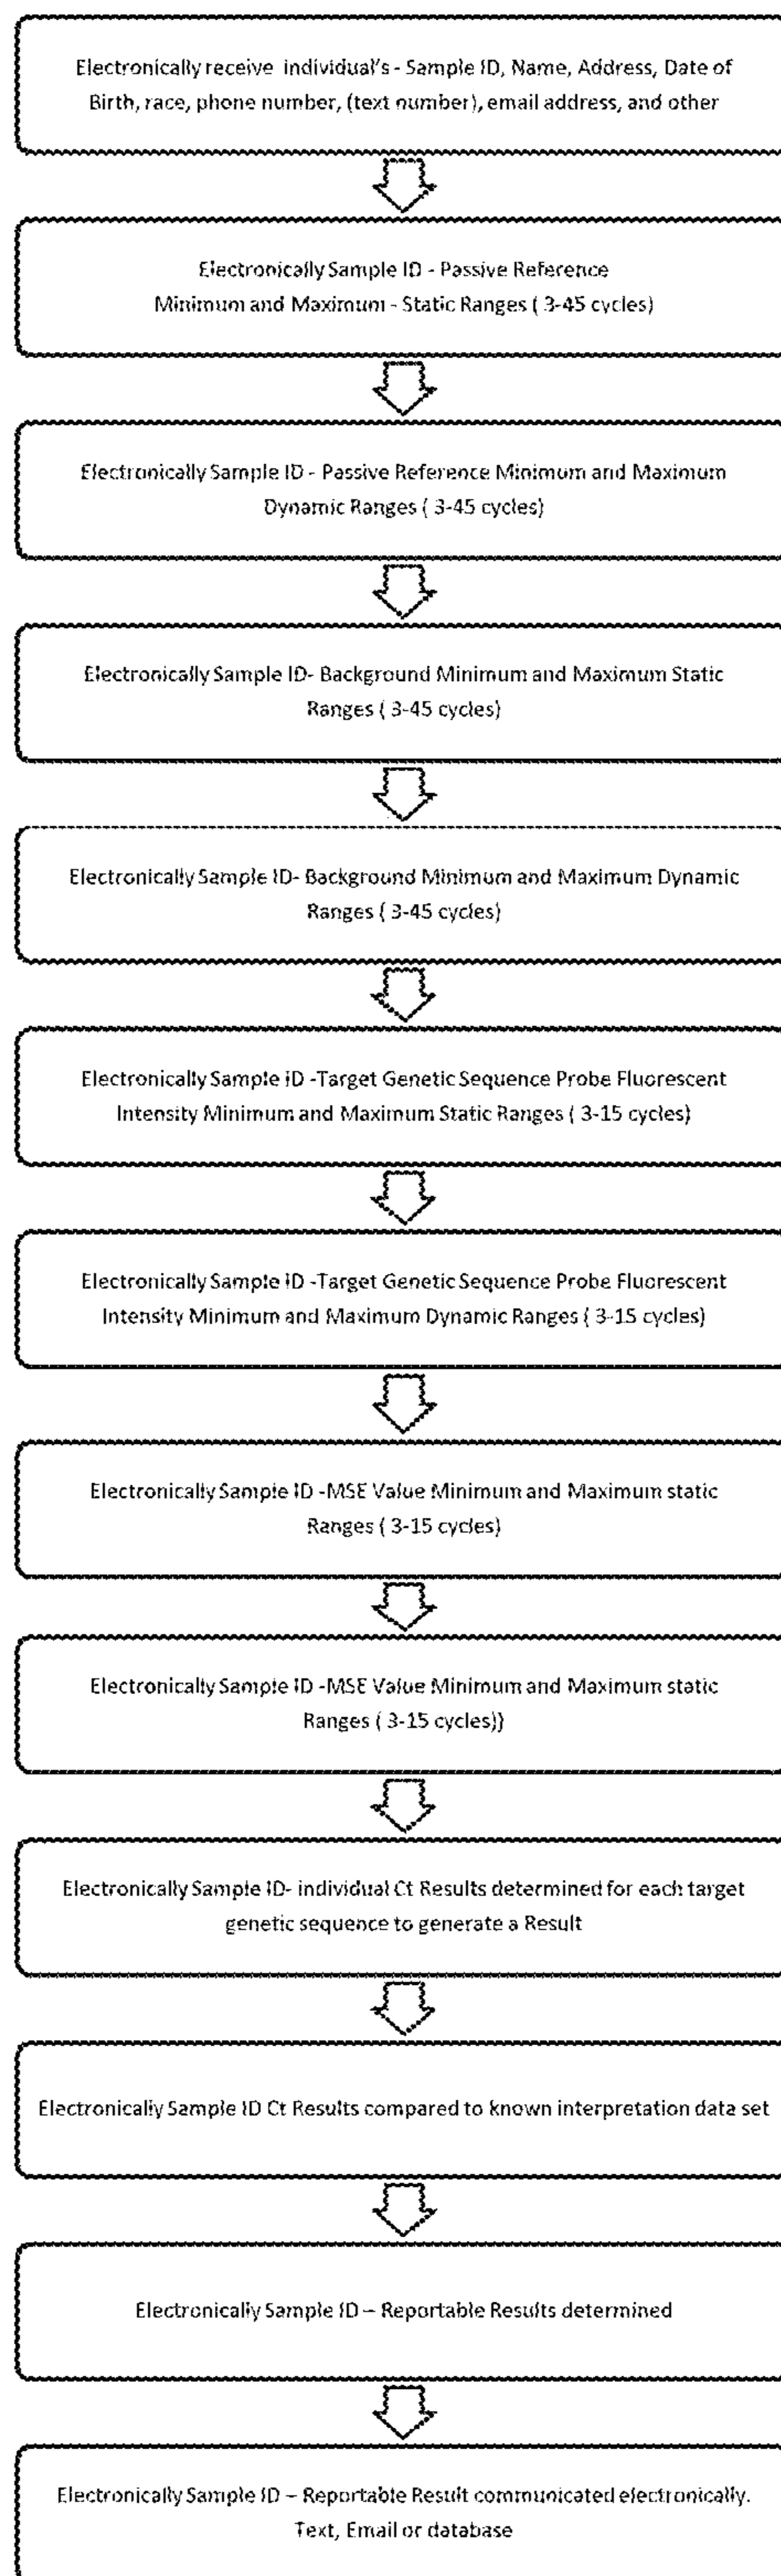 Electronically receive individual's - Sample ID, Name, Address, Date of
Birth, race, phone number, (text number), email address, and other
Electronically Sample ID - Passive Reference
Minimum and Maximum - Static Ranges ( 3-45 cycles)
Electronically Sample ID - Passive Reference Minimum and Maximum
Dynamic Ranges ( 3-45 cycles)
Electronically Sample ID- Background Minimum and Maximum Static
Ranges ( 3-45 cycles)
Electronically Sample ID- Background Minimum and Maximum Dynamic
Ranges ( 3-45 cycles)
Electronically Sample ID -Target Genetic Sequence Probe Fluorescent
Intensity Minimum and Maximum Static Ranges ( 3-15 cycles)
Electronically Sample ID -Target Genetic Sequence Probe Fluorescent
Intensity Minimum and Maximum Dynamic Ranges ( 3-15 cycles)
Electronically Sample ID -MSE Value Minimum and Maximum static
Ranges ( 3-15 cycles)
Electronically Sample ID -MSE Value Minimum and Maximum static
Ranges ( 3-15 cycles))
Electronically Sample ID- individual Ct Results determined for each target
genetic sequence to generate a Result
Electronically Sample ID Ct Results compared to known interpretation data set
Electronically Sample ID – Reportable Results determined
Electronically Sample ID – Reportable Result communicated electronically.
Text, Email or database